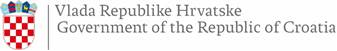 Vlada Republike Hrvatske
Government of the Republic of Croatia